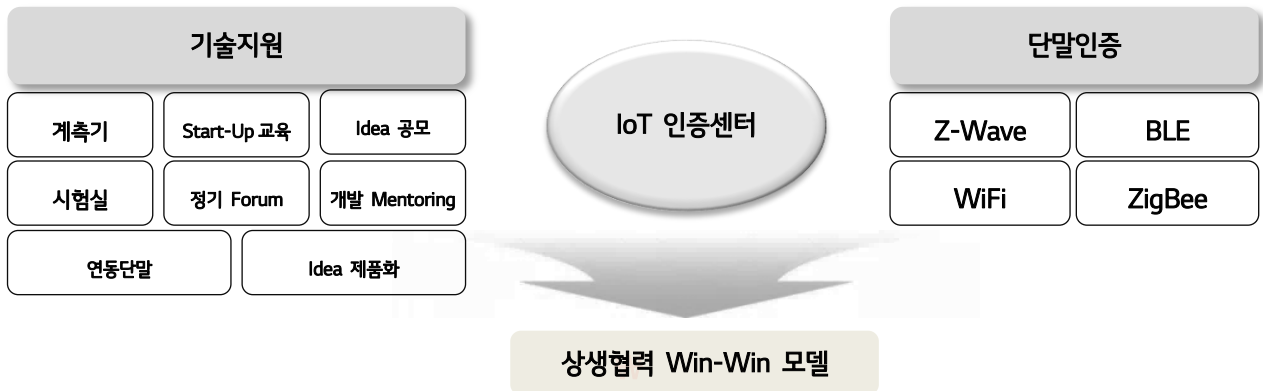 기술지원
계측기
Start-Up 교육
Idea 공모
시험실
정기 Forum
개발 Mentoring
연동단말
Idea 제품화
IoT 인증센터
단말인증
Z-Wave
BLE
WiFi
ZigBee
상생협력 Win-Win 모델